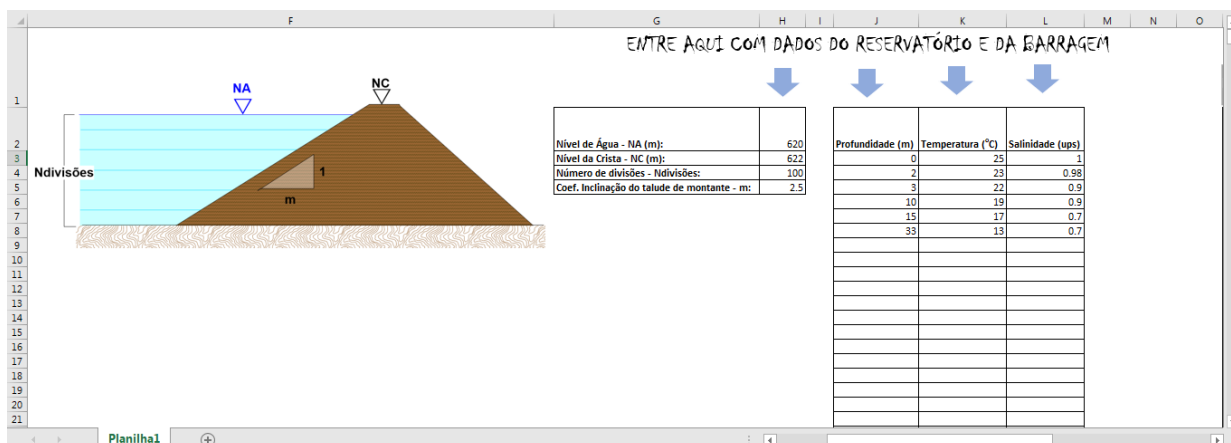 F G H I J K L M N O
ENTRE AQUI COM DADOS DO RESERVATÓRIO E DA BARRAGEM
NA
NC
Ndivisões
1
m
1
2
3
4
5
6
7
8
9
10
11
12
13
14
15
16
17
18
19
20
21
Nível de Água - NA (m): 620
Nível da Crista - NC (m): 622
Número de divisões - Ndivisões: 100
Coef. Inclinação do talude de montante - m: 2.5
Profundidade (m) Temperatura (°C) Salinidade (ups)
0 25 1
2 23 0.98
3 22 0.9
10 19 0.9
15 17 0.7
33 13 0.7
Planilha1